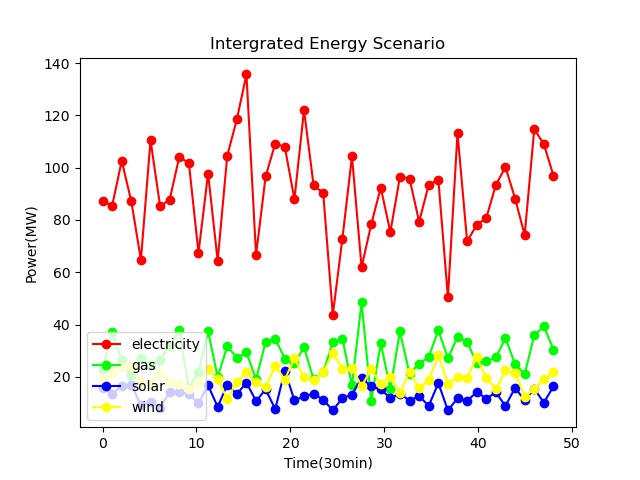 Intergrated Energy Scenario
Power(MW)
140
120
100
80
60
40
20
electricity
gas
solar
wind
0 10 20 30 40 50
Time(30min)